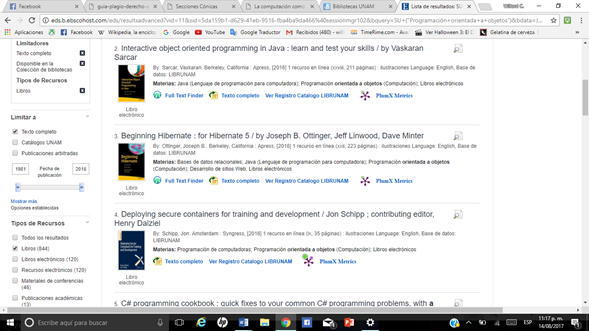 Facebook
guia-plagio-derecho-o
Secciones Cónicas
La computación como
Bibliotecas UNAM
Lista de resultados: SU
eds.b.ebscohost.com/eds/resultsadvanced?vid=11&sid=5da159b1-d629-41eb-9516-fba4ba9da466%40sessionmgr102&bquery=SU+("Programación+orientada+a+objetos")&bdata=J
Aplicaciones
Facebook
Wikipedia, la enciclo
Google
YouTube
Google Traductor
Recibidos (480) - wil
TimeRime.com - Ava
Ver Halloween 3: El D
Gelatina de cerveza
Limitadores
Texto completo
Disponible en la Colección de bibliotecas
Tipos de Recursos
Libros
Limitar a
Texto completo
Catálogos UNAM
Publicaciones arbitradas
1981
Fecha de publicación
2018
Mostrar más
Opciones establecidas
Tipos de Recursos
Todos los resultados
Libros (844)
Libros electrónicos (120)
Recursos electrónicos (120)
Materiales de conferencias (46)
Publicaciones académicas
2. Interactive object oriented programming in Java : learn and test your skills / by Vaskaran Sarcar
By: Sarcar, Vaskaran. Berkeley, California : Apress, [2016] 1 recurso en línea (xxvii, 211 páginas) : ilustraciones Language: English, Base de datos: LIBRUNAM
Materias: Java (Lenguaje de programación para computadora); Programación orientada a objetos (Computación); Libros electrónicos
Full Text Finder
Texto completo
Ver Registro Catalogo LIBRUNAM
PlumX Metrics
Libro electrónico
3. Beginning Hibernate : for Hibernate 5 / by Joseph B. Ottinger, Jeff Linwood, Dave Minter
By: Ottinger, Joseph B.. Berkeley, California : Apress, [2016] 1 recurso en línea (xvii, 223 páginas) : ilustraciones Language: English, Base de datos: LIBRUNAM
Materias: Bases de datos relacionales; Java (Lenguaje de programación para computadora); Programación orientada a objetos (Computación); Desarrollo de sitios Web; Libros electrónicos
Full Text Finder
Texto completo
Ver Registro Catalogo LIBRUNAM
PlumX Metrics
Libro electrónico
4. Deploying secure containers for training and development / Jon Schipp ; contributing editor, Henry Dalziel
By: Schipp, Jon. Amsterdam : Syngress, [2016] 1 recurso en línea (ix, 35 páginas) : ilustraciones Language: English, Base de datos: LIBRUNAM
Materias: Programación de computadoras; Programación orientada a objetos (Computación); Libros electrónicos
Texto completo
Ver Registro Catalogo LIBRUNAM
PlumX Metrics
Libro electrónico
5. C# programming cookbook : quick fixes to your common C# programming problems, with a
Escribe aquí para buscar
ESP
11:17 p. m.
14/08/2017